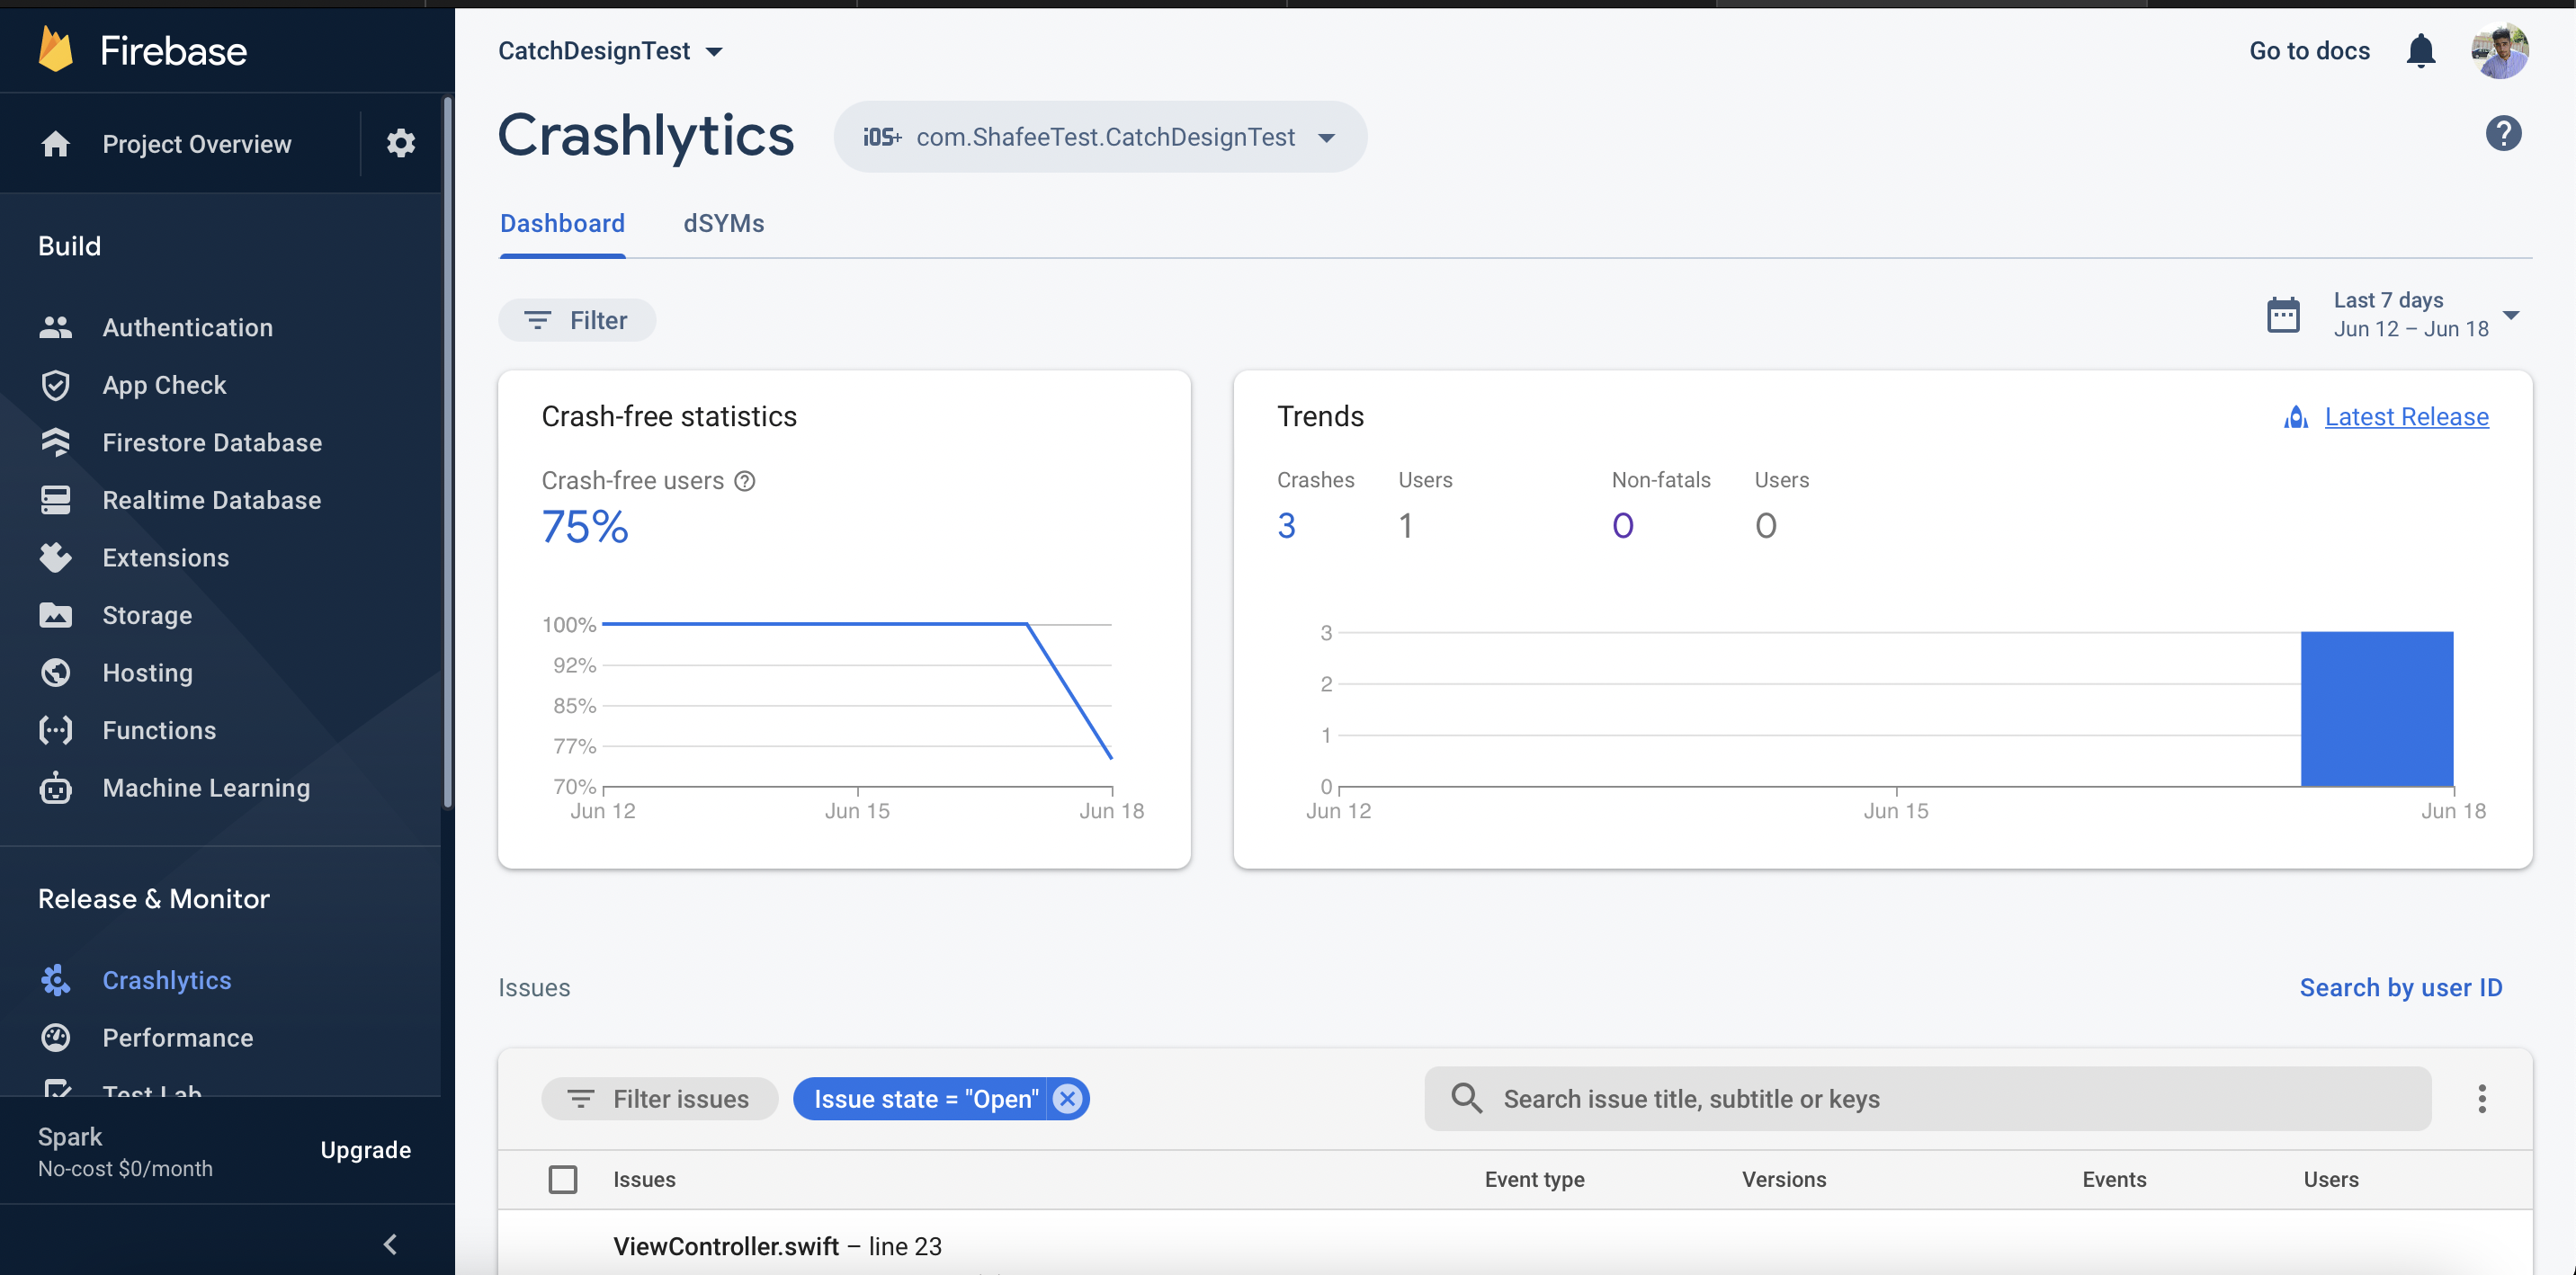 Firebase
Project Overview
Build
Authentication
App Check
Firestore Database
Realtime Database
Extensions
Storage
Hosting
Functions
Machine Learning
Release & Monitor
Crashlytics
Performance
Test Lab
Spark
No-cost $0/month
Upgrade
CatchDesignTest
Go to docs
Crashlytics
iOS+ com.ShafeeTest.CatchDesignTest
Dashboard dSYMs
Filter
Last 7 days
Jun 12 – Jun 18
Crash-free statistics
Crash-free users
75%
100%
92%
85%
77%
70%
Jun 12 Jun 15 Jun 18
Trends
Latest Release
Crashes Users Non-fatals Users
3 1 0 0
3
2
1
0
Jun 12 Jun 15 Jun 18
Issues
Search by user ID
Filter issues
Issue state = "Open"
Search issue title, subtitle or keys
Issues Event type Versions Events Users
ViewController.swift – line 23